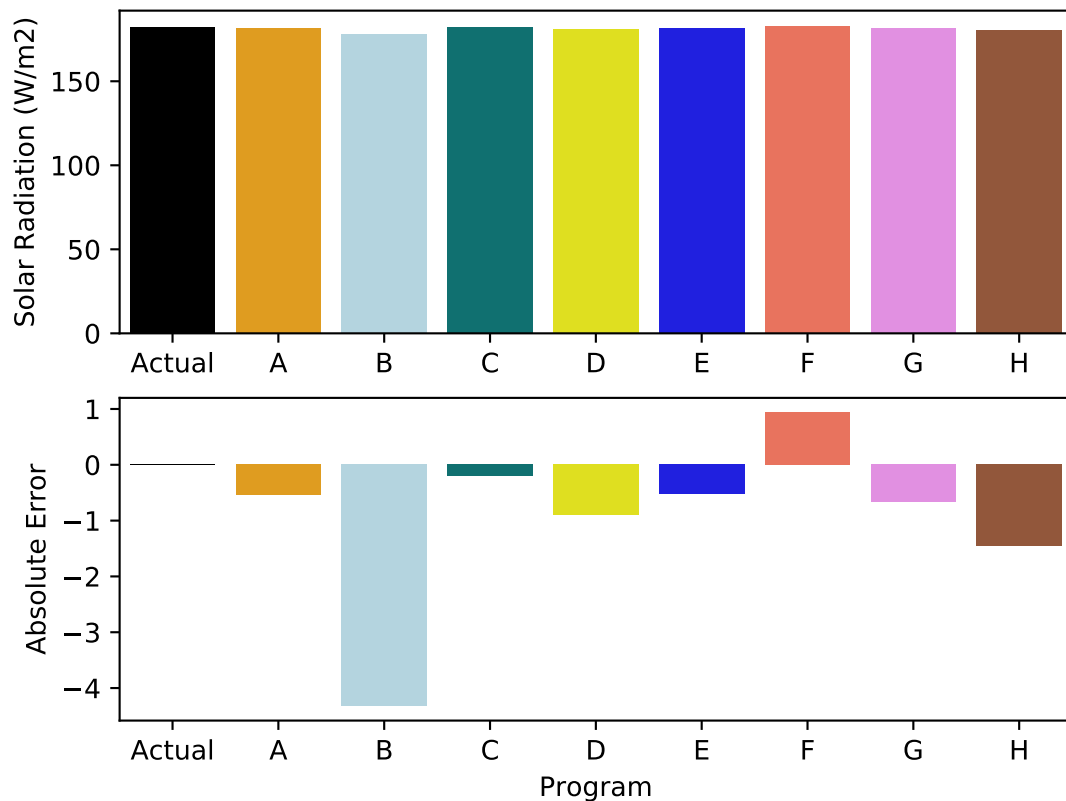 Solar Radiation (W/m2)
150
100
50
0
Actual A B C D E F G H
Absolute Error
1
0
−1
−2
−3
−4
Actual A B C D E F G H
Program